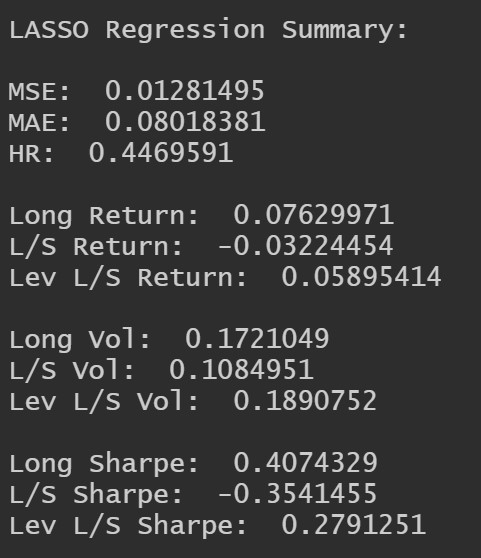 LASSO Regression Summary:
MSE:  0.01281495
MAE:  0.08018381
HR:  0.4469591
Long Return:  0.07629971
L/S Return:  -0.03224454
Lev L/S Return:  0.05895414
Long Vol:  0.1721049
L/S Vol:  0.1084951
Lev L/S Vol:  0.1890752
Long Sharpe:  0.4074329
L/S Sharpe:  -0.3541455
Lev L/S Sharpe:  0.2791251